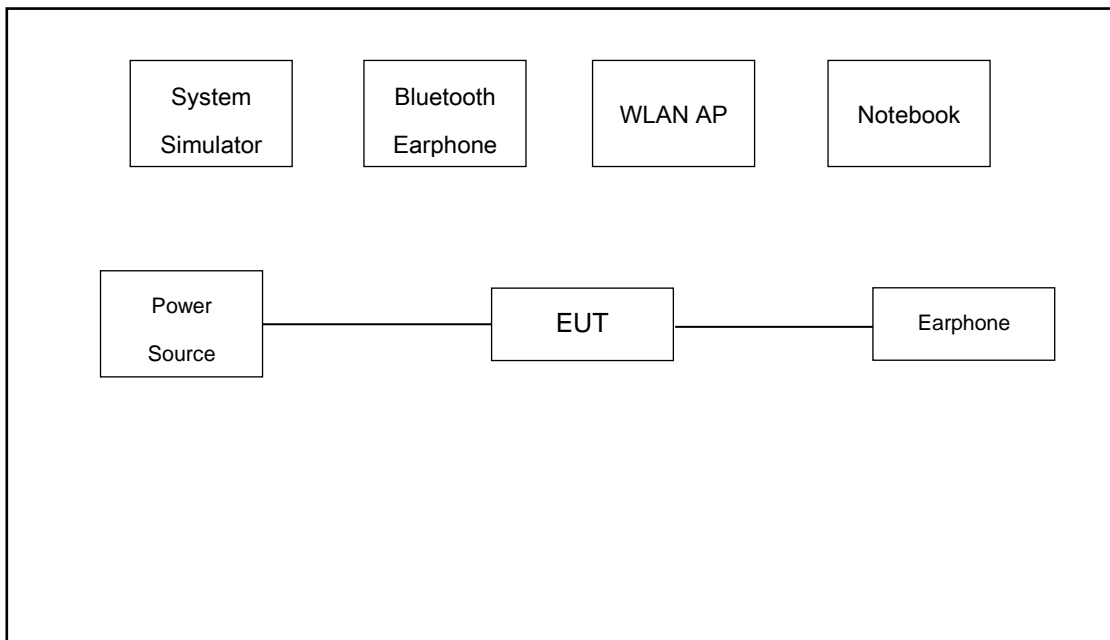 System
Simulator
Bluetooth
Earphone
WLAN AP
Notebook
Power
Source
EUT
Earphone